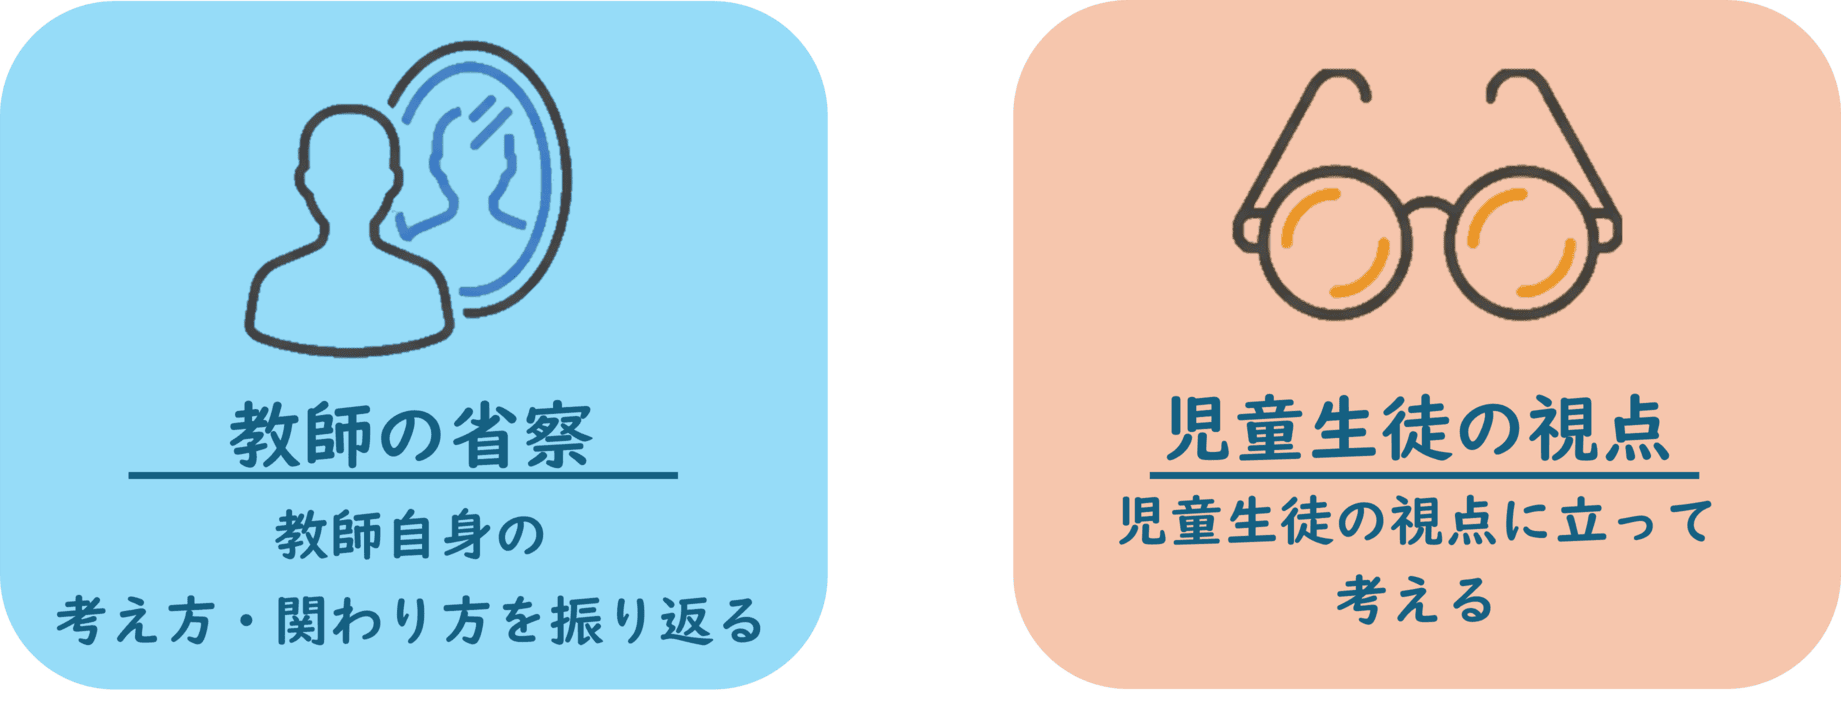 教師の省察
教師自身の
考え方・関わり方を振り返る
児童生徒の視点
児童生徒の視点に立って
考える